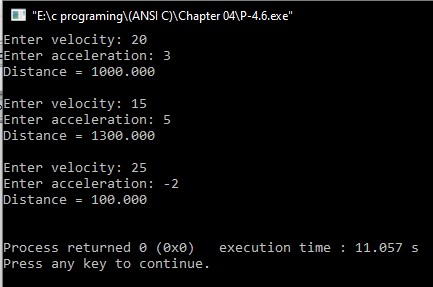 "E:\c programing\(ANSI C)\Chapter 04\P-4.6.exe"
Enter velocity: 20
Enter acceleration: 3
Distance = 1000.000
Enter velocity: 15
Enter acceleration: 5
Distance = 1300.000
Enter velocity: 25
Enter acceleration: -2
Distance = 100.000
Process returned 0 (0x0)   execution time : 11.057 s
Press any key to continue.